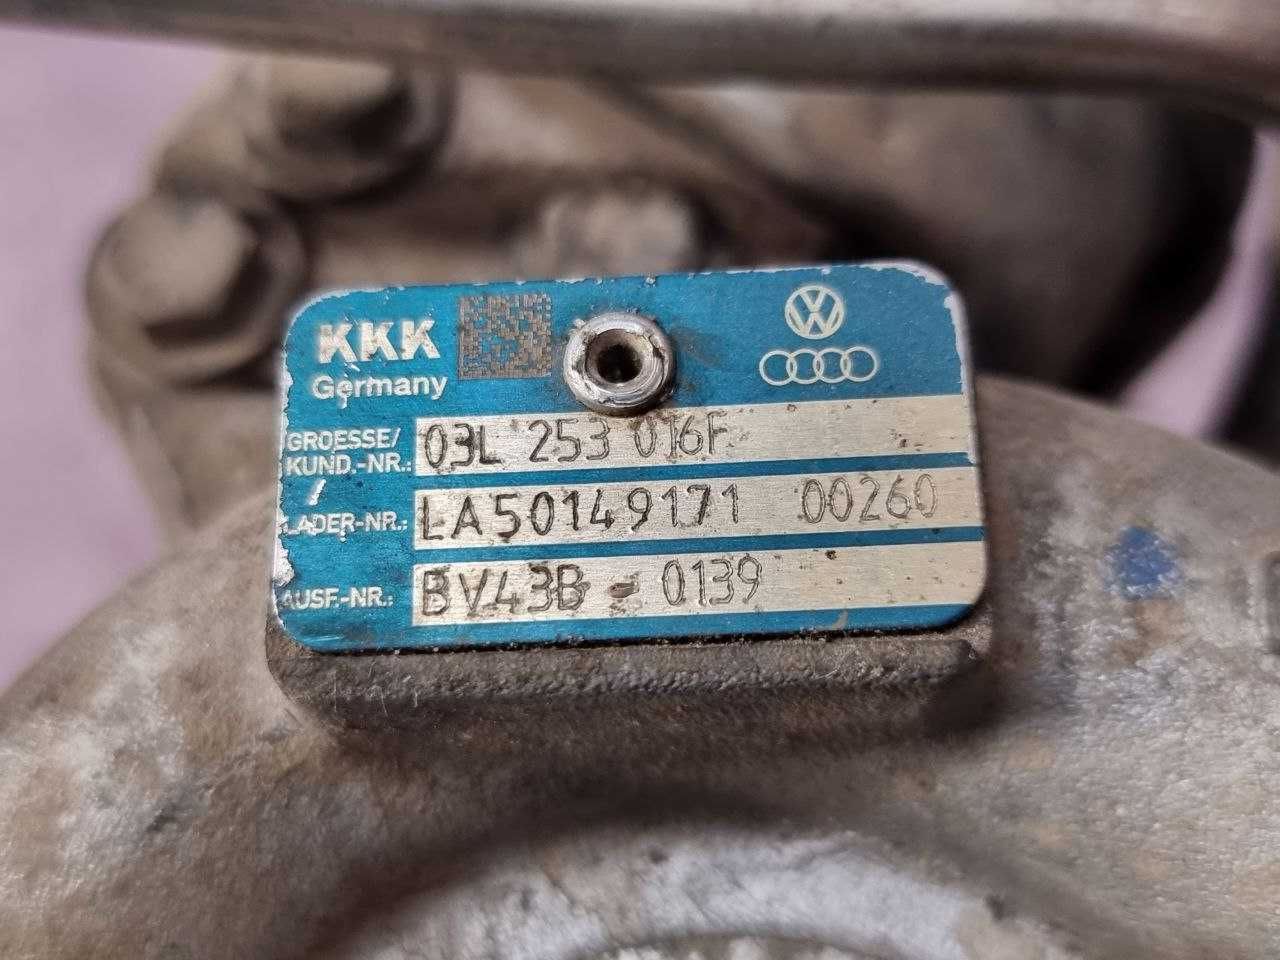 KKK
Germany
GROESSE/
KUND.-NR.: 03L 253 016F
/
LADER-NR.: LA50149171 00260
AUSF.-NR.: BV43B - 0139